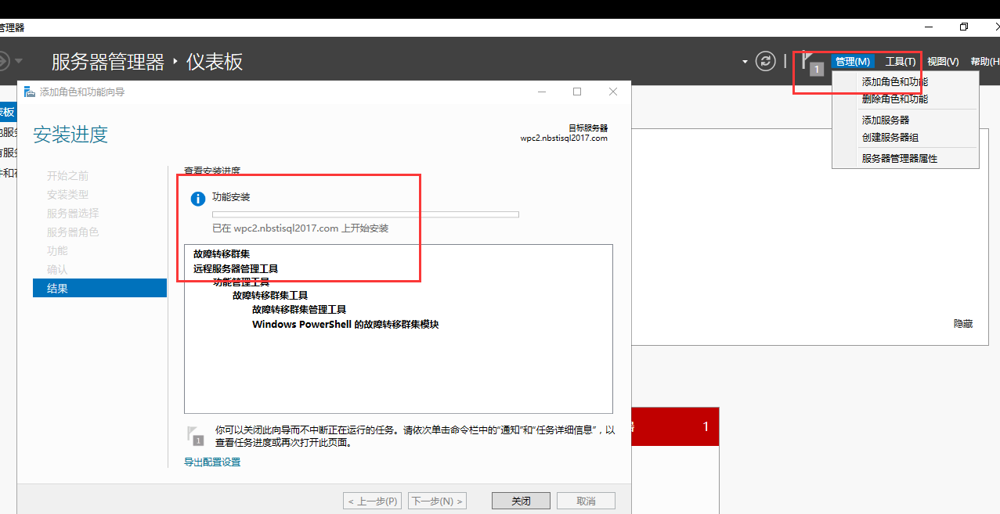 管理器
服务器管理器 · 仪表板
1
管理(M)
工具(T)
视图(V)
帮助(H
添加角色和功能
删除角色和功能
添加服务器
创建服务器组
服务器管理器属性
添加角色和功能向导
表板
安装进度
目标服务器
wpc2.nbstisql2017.com
开始之前
安装类型
服务器选择
服务器角色
功能
确认
结果
查看安装进度
功能安装
已在 wpc2.nbstisql2017.com 上开始安装
故障转移群集
远程服务器管理工具
功能管理工具
故障转移群集工具
故障转移群集管理工具
Windows PowerShell 的故障转移群集模块
隐藏
1
1
你可以关闭此向导而不中断正在运行的任务。请依次单击命令栏中的“通知”和“任务详细信息”，以
查看任务进度或再次打开此页面。
导出配置设置
< 上一步(P)
下一步(N) >
关闭
取消